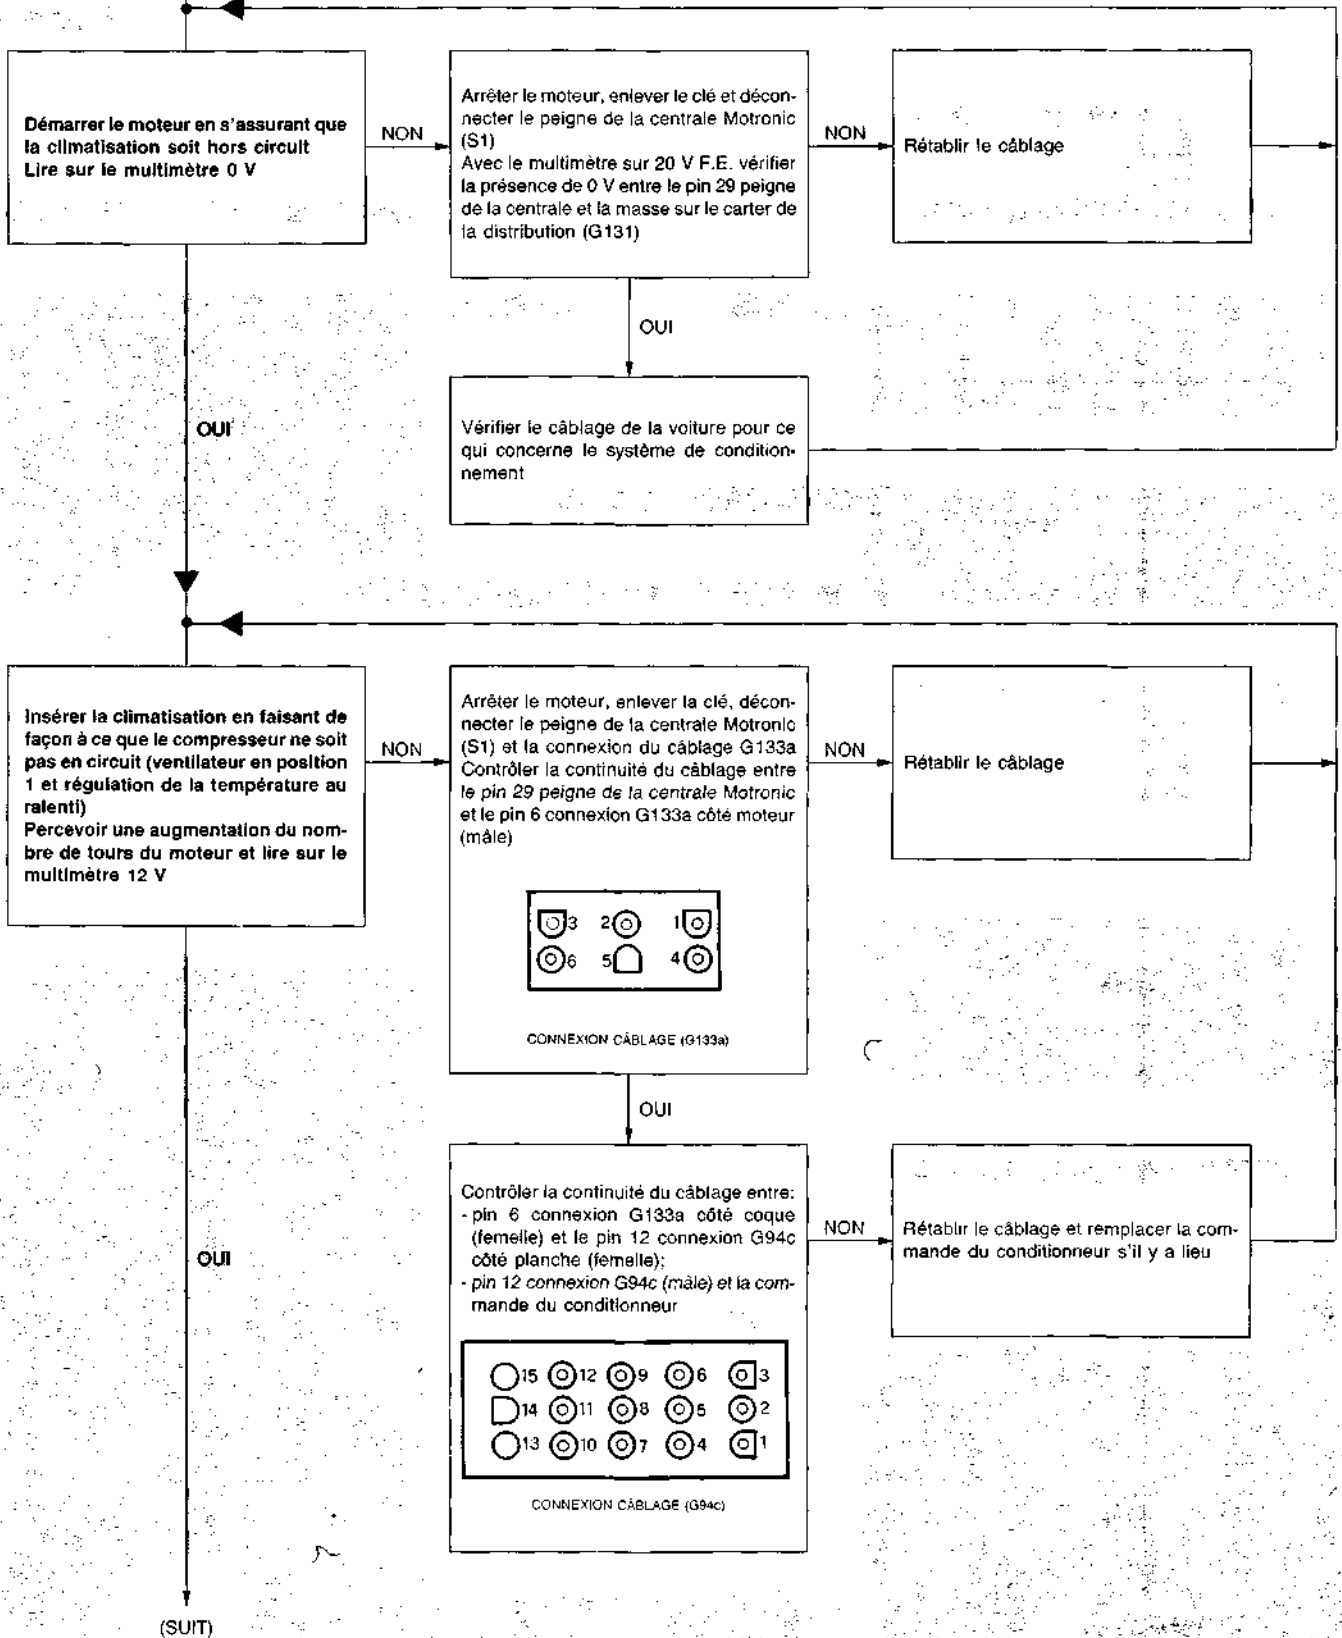 Démarrer le moteur en s'assurant que
la climatisation soit hors circuit
Lire sur le multimètre 0 V
NON
Arrêter le moteur, enlever le clé et décon-
necter le peigne de la centrale Motronic
(S1)
Avec le multimètre sur 20 V F.E. vérifier
la présence de 0 V entre le pin 29 peigne
de la centrale et la masse sur le carter de
la distribution (G131)
NON
Rétablir le câblage
OUI
OUI
Vérifier le câblage de la voiture pour ce
qui concerne le système de condition-
nement
Insérer la climatisation en faisant de
façon à ce que le compresseur ne soit
pas en circuit (ventilateur en position
1 et régulation de la température au
ralenti)
Percevoir une augmentation du nom-
bre de tours du moteur et lire sur le
multimètre 12 V
NON
Arrêter le moteur, enlever la clé, décon-
necter le peigne de la centrale Motronic
(S1) et la connexion du câblage G133a
Contrôler la continuité du câblage entre
le pin 29 peigne de la centrale Motronic
et le pin 6 connexion G133a côté moteur
(mâle)
3 2 1
6 5 4
CONNEXION CÂBLAGE (G133a)
NON
Rétablir le câblage
OUI
OUI
Contrôler la continuité du câblage entre:
- pin 6 connexion G133a côté coque
(femelle) et le pin 12 connexion G94c
côté planche (femelle);
- pin 12 connexion G94c (mâle) et la com-
mande du conditionneur
15 12 9 6 3
14 11 8 5 2
13 10 7 4 1
CONNEXION CÂBLAGE (G94c)
NON
Rétablir le câblage et remplacer la com-
mande du conditionneur s'il y a lieu
(SUIT)